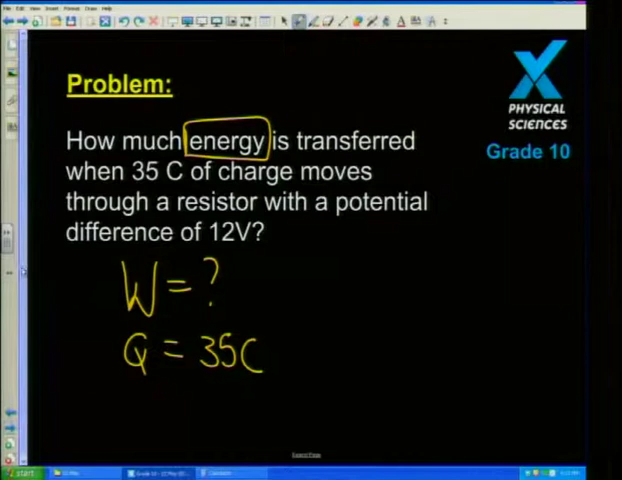 Problem:
PHYSICAL
SCIENCES
Grade 10
How much energy is transferred
when 35 C of charge moves
through a resistor with a potential
difference of 12V?
W = ?
Q = 35C
start